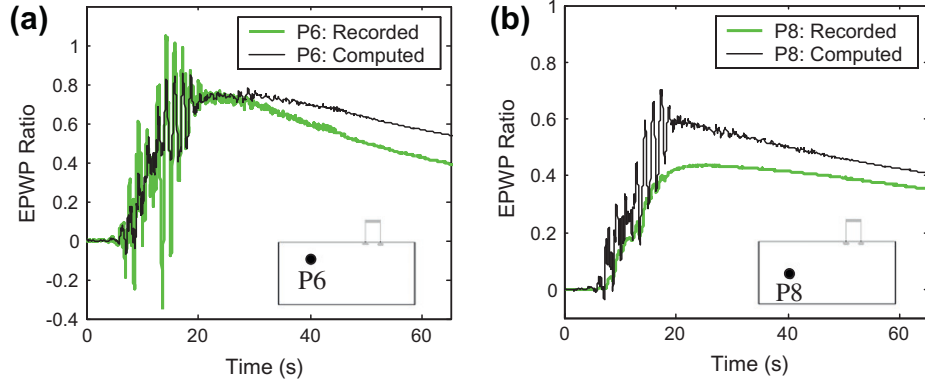 (a)
P6: Recorded
P6: Computed
EPWP Ratio
1.2
1
0.8
0.6
0.4
0.2
0
-0.2
-0.4
P6
0
20
40
60
Time (s)
(b)
P8: Recorded
P8: Computed
EPWP Ratio
1
0.8
0.6
0.4
0.2
0
P8
0
20
40
60
Time (s)